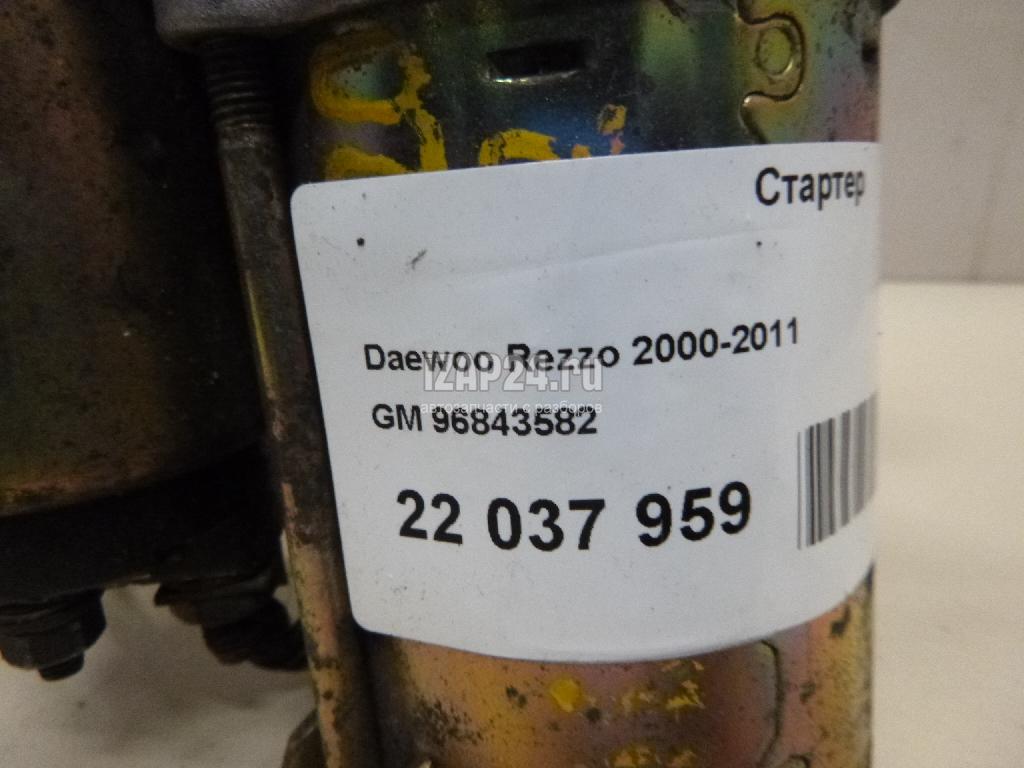 Стартер
Daewoo Rezzo 2000-2011
IZAP24.ru
автозапчасти с разборов
GM 96843582
22 037 959